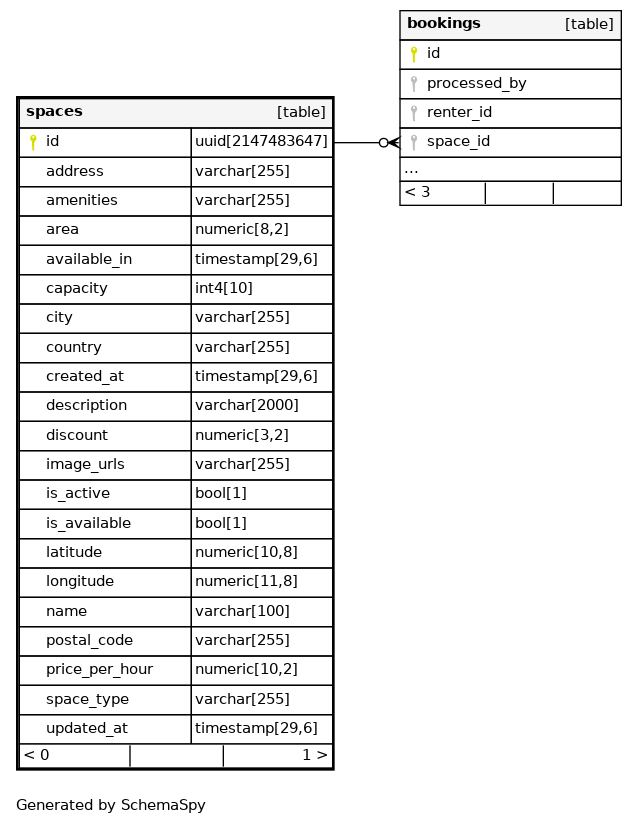 bookings [table]
id
processed_by
renter_id
space_id
...
< 3
spaces [table]
id uuid[2147483647]
address varchar[255]
amenities varchar[255]
area numeric[8,2]
available_in timestamp[29,6]
capacity int4[10]
city varchar[255]
country varchar[255]
created_at timestamp[29,6]
description varchar[2000]
discount numeric[3,2]
image_urls varchar[255]
is_active bool[1]
is_available bool[1]
latitude numeric[10,8]
longitude numeric[11,8]
name varchar[100]
postal_code varchar[255]
price_per_hour numeric[10,2]
space_type varchar[255]
updated_at timestamp[29,6]
< 0 1 >
Generated by SchemaSpy